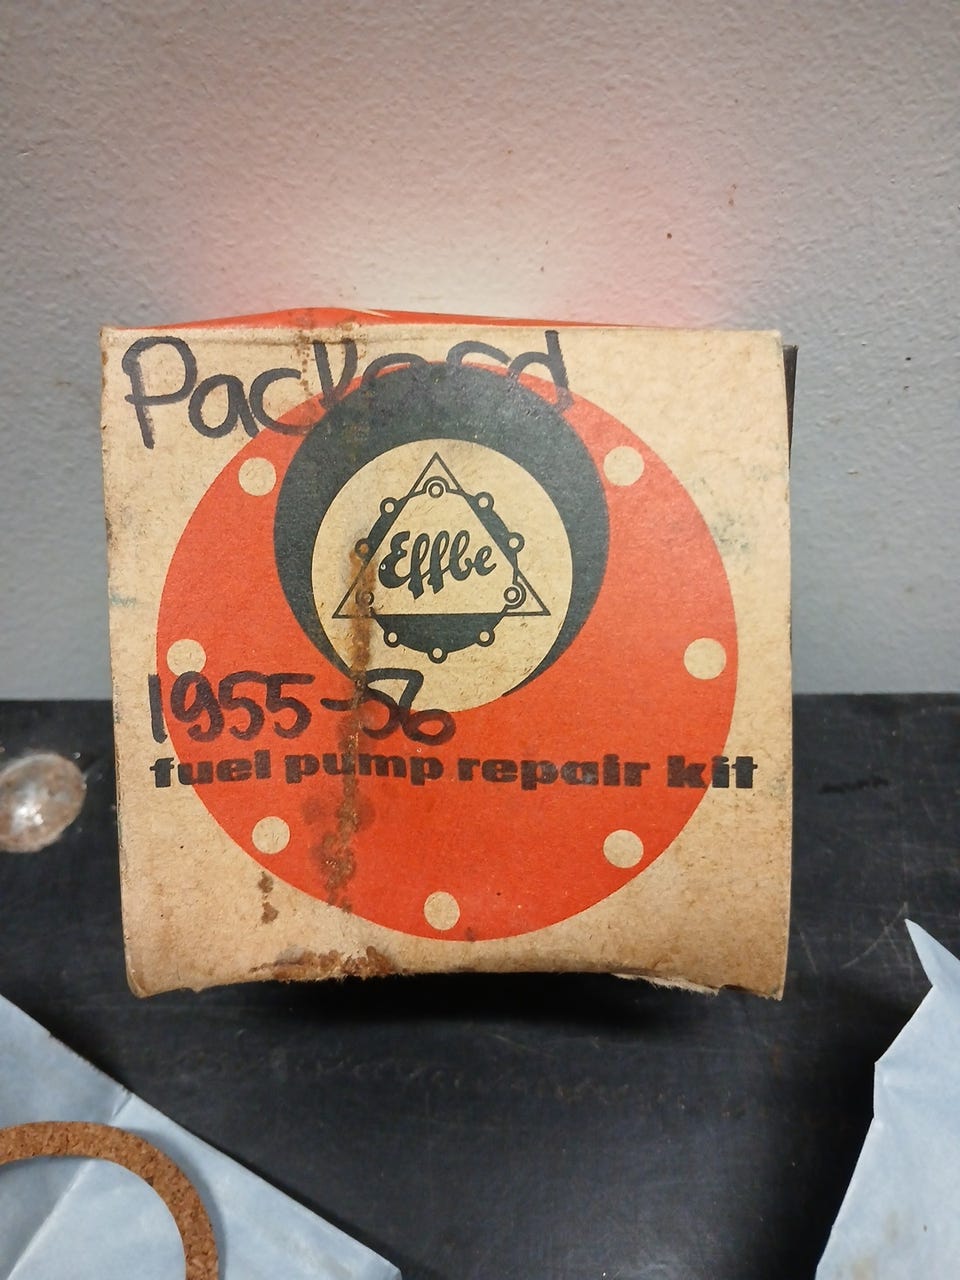 Packard
Effbe
1955-56
fuel pump repair kit